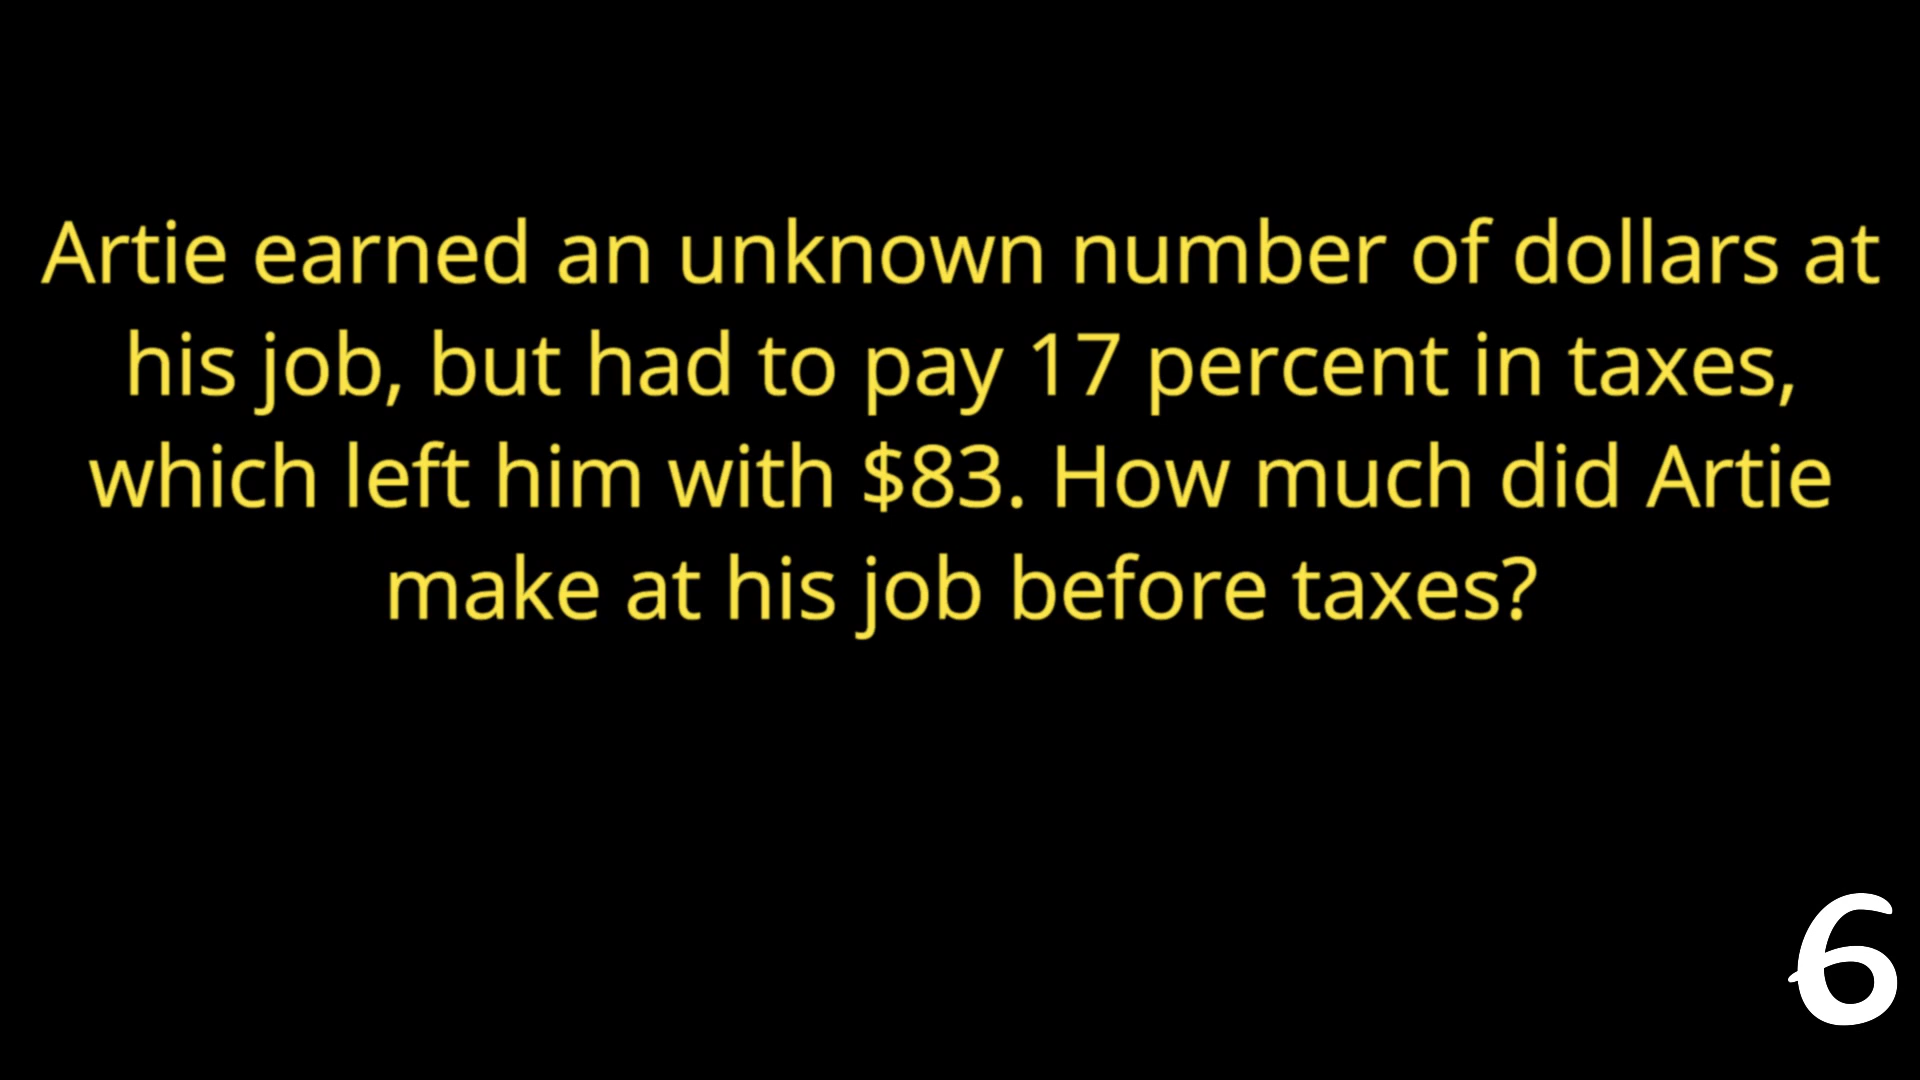 Artie earned an unknown number of dollars at
his job, but had to pay 17 percent in taxes,
which left him with $83. How much did Artie
make at his job before taxes?
6